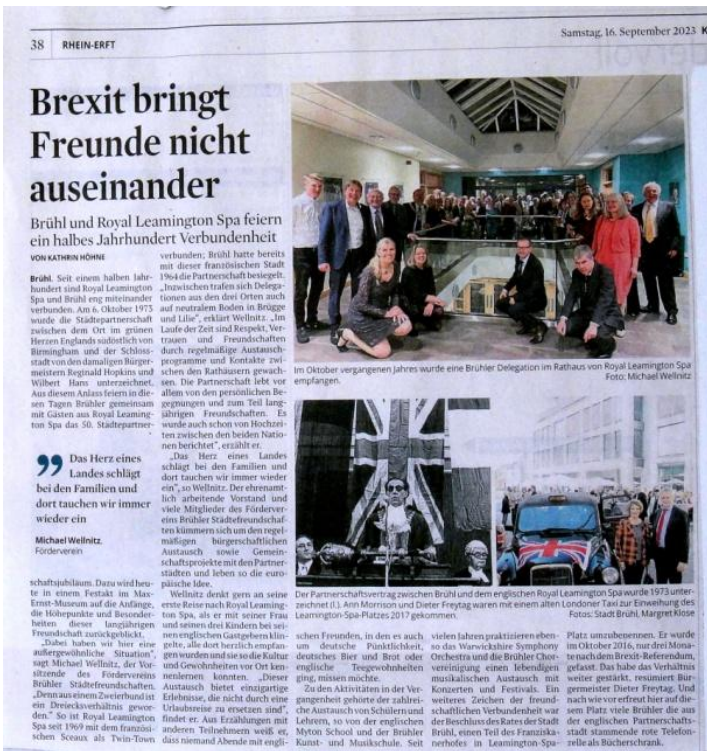 38 RHEIN-ERFT
Samstag, 16. September 2023 K
Brexit bringt
Freunde nicht
auseinander
Brühl und Royal Leamington Spa feiern
ein halbes Jahrhundert Verbundenheit
VON KATHRIN HÖHNE
Brühl. Seit einem halben Jahr-
hundert sind Royal Leamington
Spa und Brühl eng miteinander
verbunden. Am 6. Oktober 1973
wurde die Städtepartnerschaft
zwischen dem Ort im grünen
Herzen Englands südöstlich von
Birmingham und der Schloss-
stadt von den damaligen Bürger-
meistern Reginald Hopkins und
Wilbert Hans unterzeichnet.
Aus diesem Anlass feiern in die-
sen Tagen Brühler gemeinsam
mit Gästen aus Royal Leaming-
ton Spa das 50. Städtepartner-
Das Herz eines
Landes schlägt
bei den Familien und
dort tauchen wir immer
wieder ein
Michael Wellnitz,
Förderverein
schaftsjubiläum. Dazu wird heu-
te in einem Festakt im Max-
Ernst-Museum auf die Anfänge,
die Höhepunkte und Besonder-
heiten dieser langjährigen
Freundschaft zurückgeblickt.
„Dabei haben wir hier eine
außergewöhnliche Situation",
sagt Michael Wellnitz, der Vor-
sitzende des Fördervereins
Brühler Städtefreundschaften.
„Denn aus einem Zweierbund ist
ein Dreiecksverhältnis gewor-
den." So ist Royal Leamington
Spa seit 1969 mit dem französi-
schen Sceaux als Twin-Town
verbunden; Brühl hatte bereits
mit dieser französischen Stadt
1964 die Partnerschaft besiegelt.
„Inzwischen trafen sich Delega-
tionen aus den drei Orten auch
auf neutralem Boden in Brügge
und Lille", erklärt Wellnitz. „Im
Laufe der Zeit sind Respekt, Ver-
trauen und Freundschaften
durch regelmäßige Austausch-
programme und Kontakte zwi-
schen den Rathäusern gewach-
sen. Die Partnerschaft lebt vor
allem von den persönlichen Be-
gegnungen und zum Teil lang-
jährigen Freundschaften. Es
wurde auch schon von Hochzei-
ten zwischen den beiden Natio-
nen berichtet", erzählt er.
„Das Herz eines Landes
schlägt bei den Familien und
dort tauchen wir immer wieder
ein", so Wellnitz. Der ehrenamt-
lich arbeitende Vorstand und
viele Mitglieder des Förderver-
eins Brühler Städtefreundschaf-
ten kümmern sich um den regel-
mäßigen bürgerschaftlichen
Austausch sowie Gemein-
schaftsprojekte mit den Partner-
städten und leben so die euro-
päische Idee.
Wellnitz denkt gern an seine
erste Reise nach Royal Leaming-
ton Spa, als er mit seiner Frau
und seinen drei Kindern bei sei-
nen englischen Gastgebern klin-
gelte, alle dort herzlich empfan-
gen wurden und sie so die Kultur
und Gewohnheiten vor Ort ken-
nenlernen konnten. „Dieser
Austausch bietet einzigartige
Erlebnisse, die nicht durch eine
Urlaubsreise zu ersetzen sind",
findet er. Aus Erzählungen mit
anderen Teilnehmern weiß er,
dass niemand Abende mit engli-
Im Oktober vergangenen Jahres wurde eine Brühler Delegation im Rathaus von Royal Leamington Spa
empfangen.
Foto: Michael Wellnitz
Der Partnerschaftsvertrag zwischen Brühl und dem englischen Royal Leamington Spa wurde 1973 unter-
zeichnet (l.). Ann Morrison und Dieter Freytag waren mit einem alten Londoner Taxi zur Einweihung des
Leamington-Spa-Platzes 2017 gekommen.
Fotos: Stadt Brühl, Margret Klose
schen Freunden, in den es auch
um deutsche Pünktlichkeit,
deutsches Bier und Brot oder
englische Teegewohnheiten
ging, missen möchte.
Zu den Aktivitäten in der Ver-
gangenheit gehörte der zahlrei-
che Austausch von Schülern und
Lehrern, so von der englischen
Myton School und der Brühler
Kunst- und Musikschule. Seit
vielen Jahren praktizieren eben-
so das Warwickshire Symphony
Orchestra und die Brühler Chor-
vereinigung einen lebendigen
musikalischen Austausch mit
Konzerten und Festivals. Ein
weiteres Zeichen der freund-
schaftlichen Verbundenheit war
der Beschluss des Rates der Stadt
Brühl, einen Teil des Franziska-
nerhofes in Leamington-Spa-
Platz umzubenennen. Er wurde
im Oktober 2016, nur drei Mona-
te nach dem Brexit-Referendum,
gefasst. Das habe das Verhältnis
weiter gestärkt, resümiert Bür-
germeister Dieter Freytag. Und
nach wie vor erfreut hier auf die-
sem Platz viele Brühler die aus
der englischen Partnerschafts-
stadt stammende rote Telefon-
zelle als Bücherschrank.